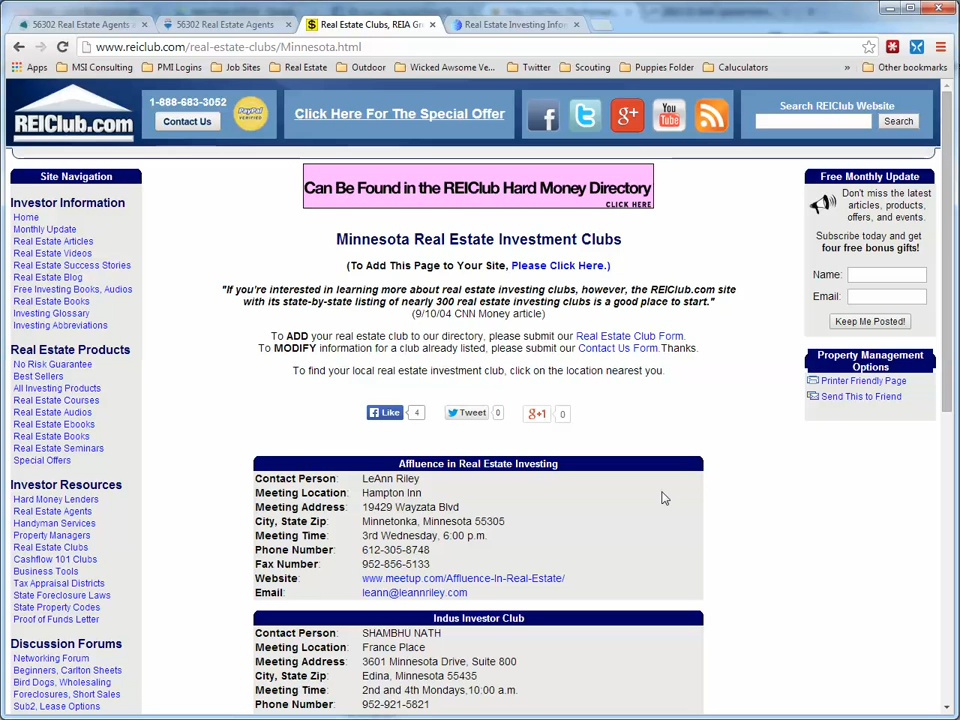 56302 Real Estate Agents
56302 Real Estate Agents
Real Estate Clubs, REIA Gr
Real Estate Investing Infor
www.reiclub.com/real-estate-clubs/Minnesota.html
Apps MSI Consulting PMI Logins Job Sites Real Estate Outdoor Wicked Awsome Ve... Twitter Scouting Puppies Folder Caluculators » Other bookmarks
REIClub.com
1-888-683-3052
Contact Us
PayPal
VERIFIED
Click Here For The Special Offer
You
Tube
Search REIClub Website
Search
Site Navigation
Investor Information
Home
Monthly Update
Real Estate Articles
Real Estate Videos
Real Estate Success Stories
Real Estate Blog
Free Investing Books, Audios
Real Estate Books
Investing Glossary
Investing Abbreviations
Real Estate Products
No Risk Guarantee
Best Sellers
All Investing Products
Real Estate Courses
Real Estate Audios
Real Estate Ebooks
Real Estate Books
Real Estate Seminars
Special Offers
Investor Resources
Hard Money Lenders
Real Estate Agents
Handyman Services
Property Managers
Real Estate Clubs
Cashflow 101 Clubs
Business Tools
Tax Appraisal Districts
State Foreclosure Laws
State Property Codes
Proof of Funds Letter
Discussion Forums
Networking Forum
Beginners, Carlton Sheets
Bird Dogs, Wholesaling
Foreclosures, Short Sales
Sub2, Lease Options
Can Be Found in the REIClub Hard Money Directory
CLICK HERE
Minnesota Real Estate Investment Clubs
(To Add This Page to Your Site, Please Click Here.)
"If you're interested in learning more about real estate investing clubs, however, the REIClub.com site
with its state-by-state listing of nearly 300 real estate investing clubs is a good place to start."
(9/10/04 CNN Money article)
To ADD your real estate club to our directory, please submit our Real Estate Club Form.
To MODIFY information for a club already listed, please submit our Contact Us Form.Thanks.
To find your local real estate investment club, click on the location nearest you.
Like 4 Tweet 0 +1 0
Affluence in Real Estate Investing
Contact Person: LeAnn Riley
Meeting Location: Hampton Inn
Meeting Address: 19429 Wayzata Blvd
City, State Zip: Minnetonka, Minnesota 55305
Meeting Time: 3rd Wednesday, 6:00 p.m.
Phone Number: 612-305-8748
Fax Number: 952-856-5133
Website: www.meetup.com/Affluence-In-Real-Estate/
Email: leann@leannriley.com
Indus Investor Club
Contact Person: SHAMBHU NATH
Meeting Location: France Place
Meeting Address: 3601 Minnesota Drive, Suite 800
City, State Zip: Edina, Minnesota 55435
Meeting Time: 2nd and 4th Mondays,10:00 a.m.
Phone Number: 952-921-5821
Free Monthly Update
Don't miss the latest
articles, products,
offers, and events.
Subscribe today and get
four free bonus gifts!
Name:
Email:
Keep Me Posted!
Property Management
Options
Printer Friendly Page
Send This to Friend